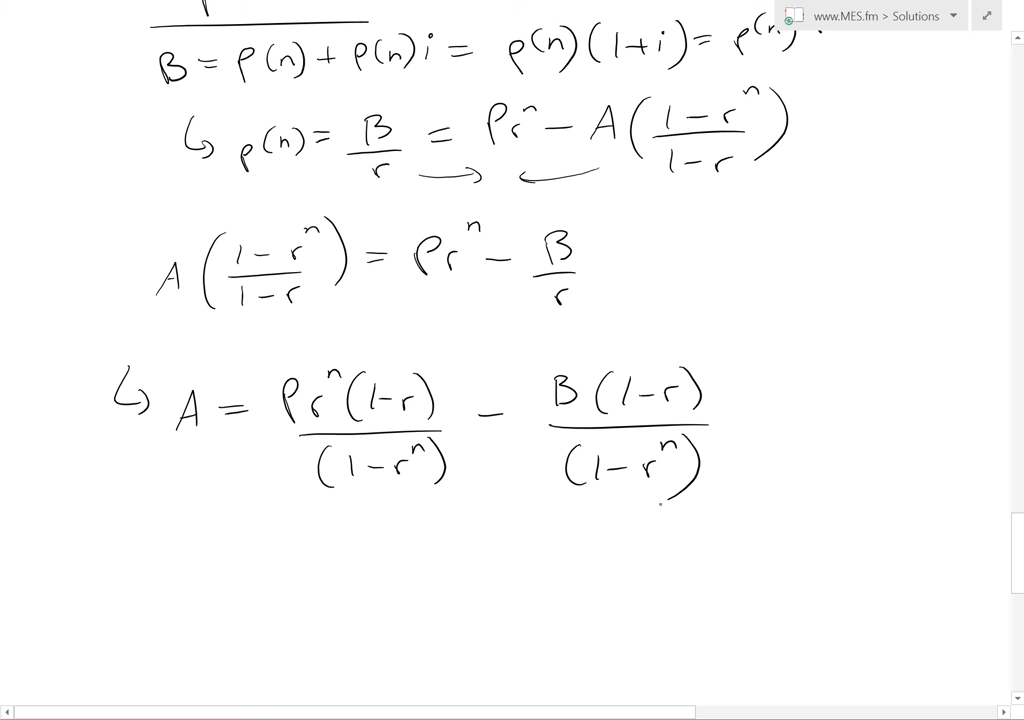 www.MES.fm > Solutions
B = P(n) + P(n)i = P(n)(1+i) = P(n)
↳ P(n) = B/r = Pr^n − A((1−r^n)/(1−r))
A((1−r^n)/(1−r)) = Pr^n − B/r
↳ A = Pr^n(1−r)/(1−r^n) − B(1−r)/(1−r^n)